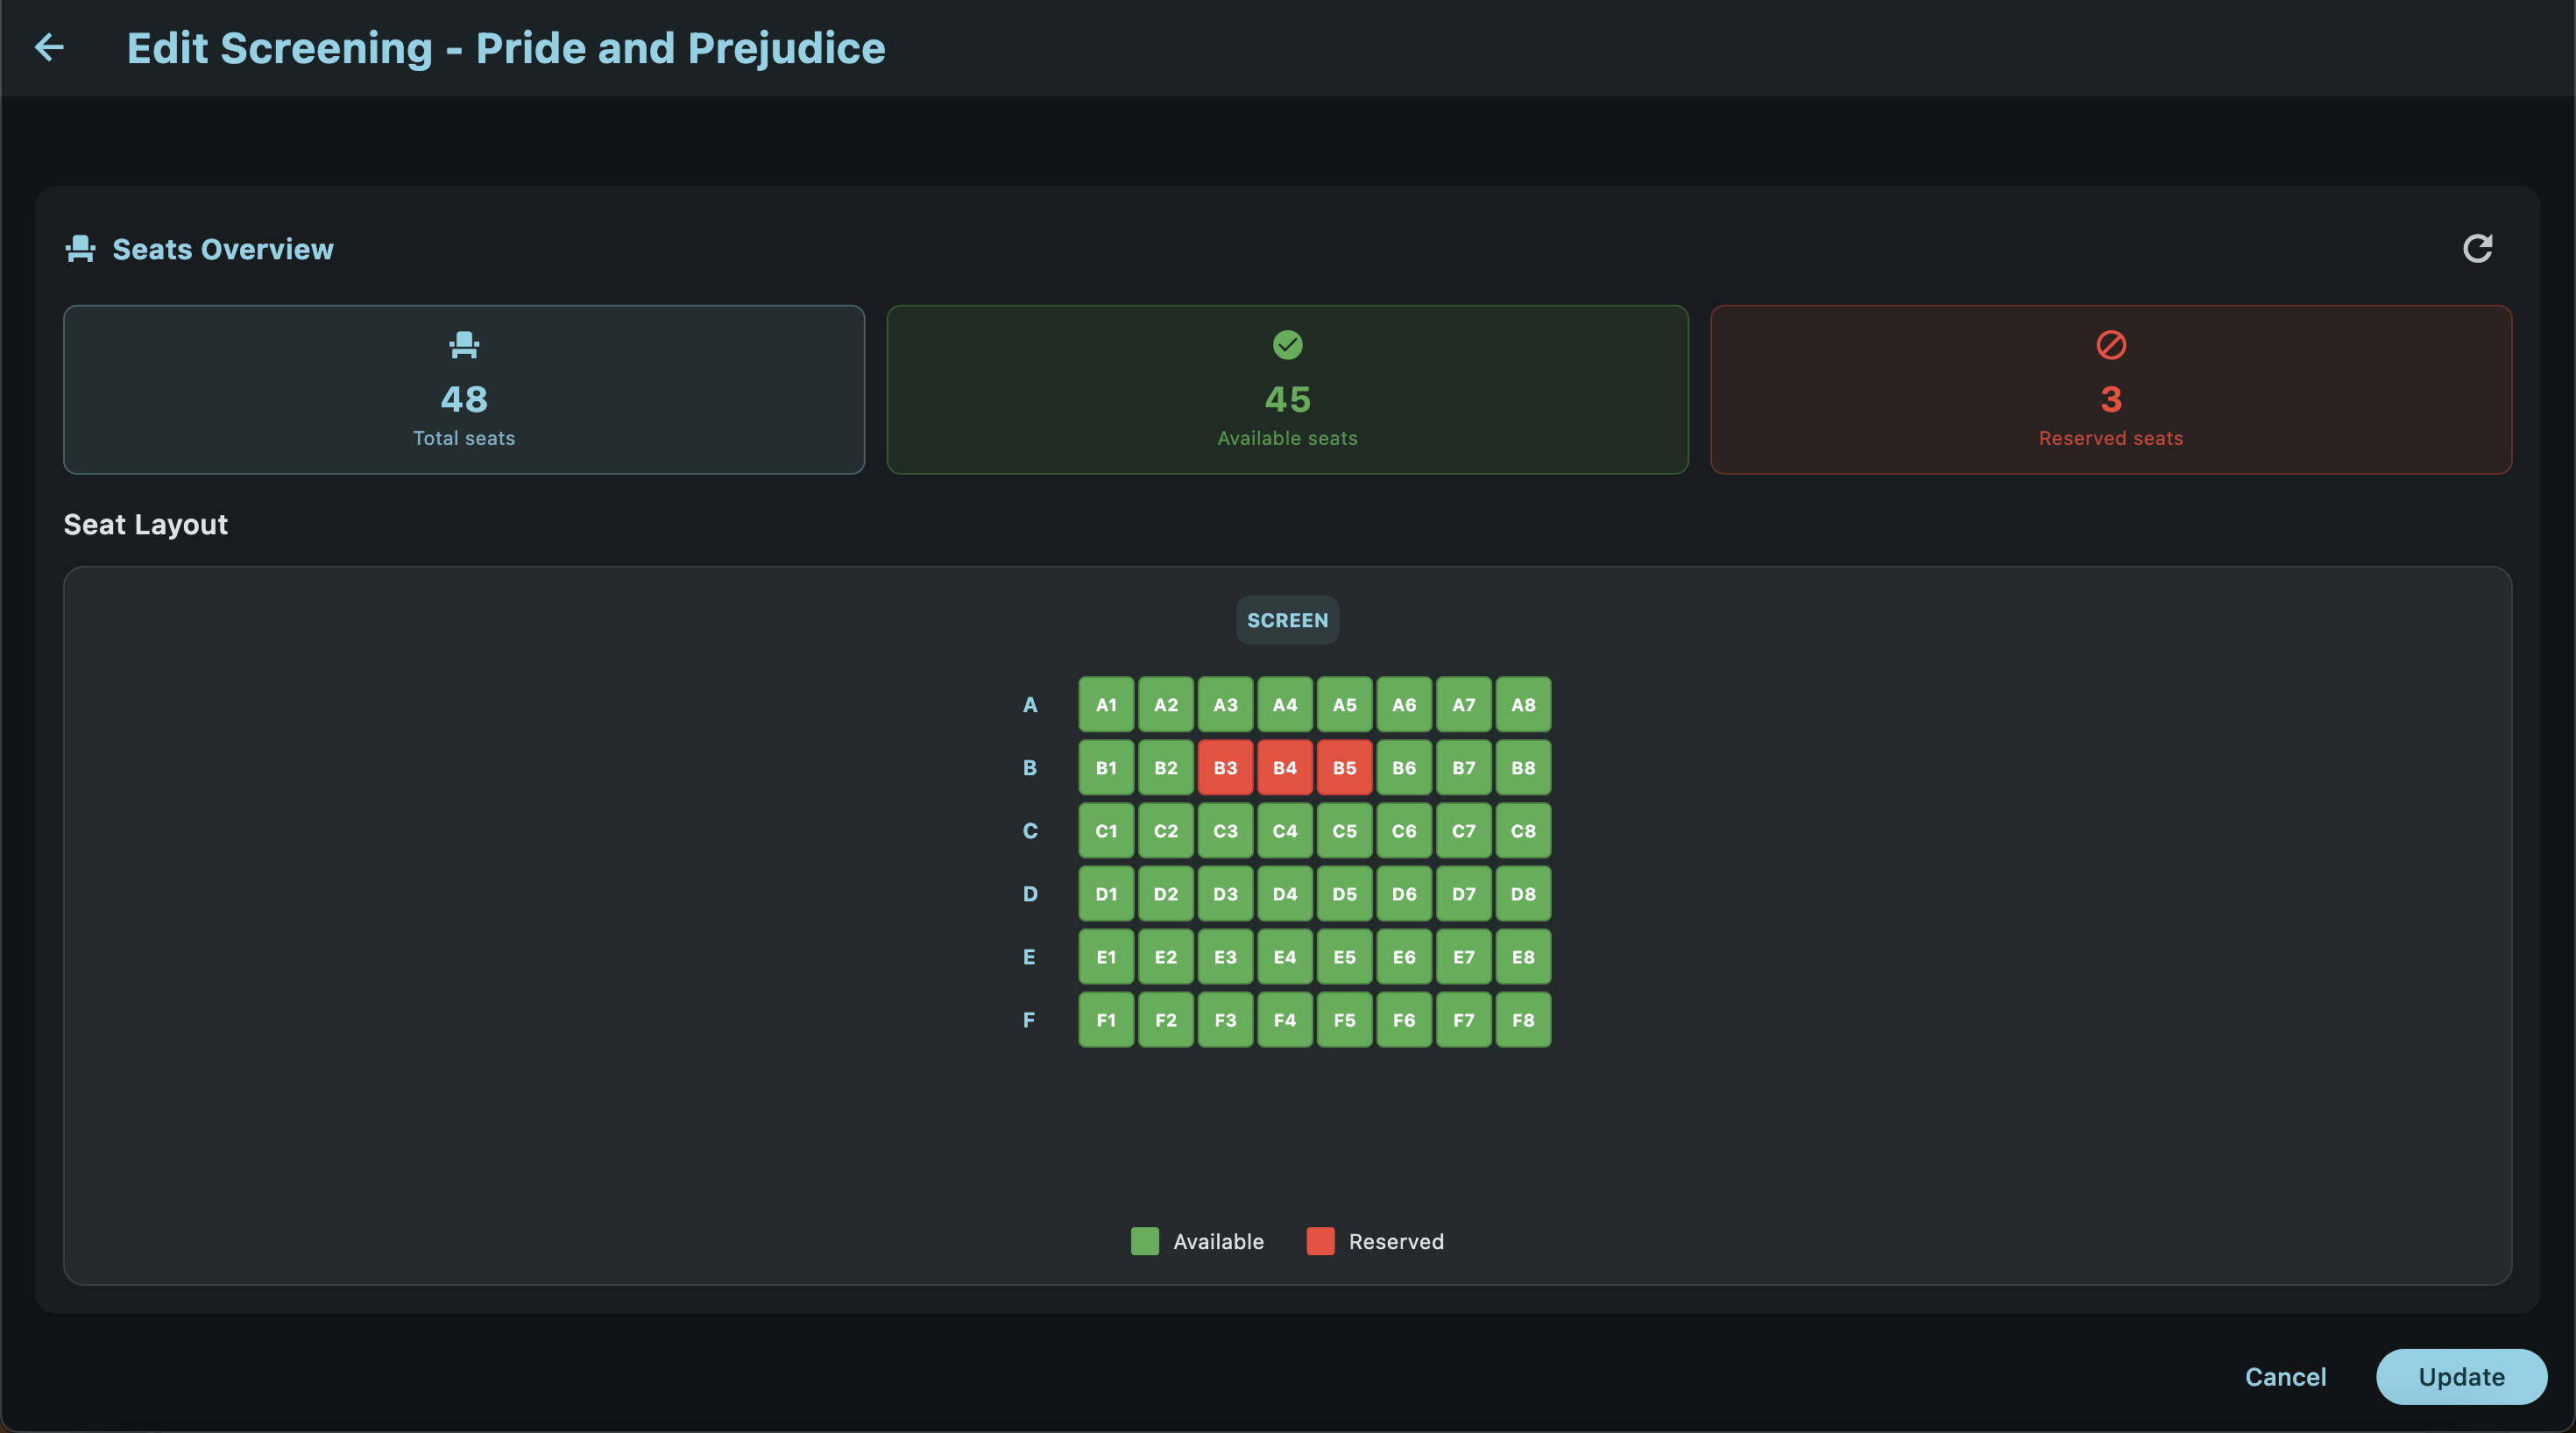 Edit Screening - Pride and Prejudice
Seats Overview
48
Total seats
45
Available seats
3
Reserved seats
Seat Layout
SCREEN
A A1 A2 A3 A4 A5 A6 A7 A8
B B1 B2 B3 B4 B5 B6 B7 B8
C C1 C2 C3 C4 C5 C6 C7 C8
D D1 D2 D3 D4 D5 D6 D7 D8
E E1 E2 E3 E4 E5 E6 E7 E8
F F1 F2 F3 F4 F5 F6 F7 F8
Available Reserved
Cancel Update